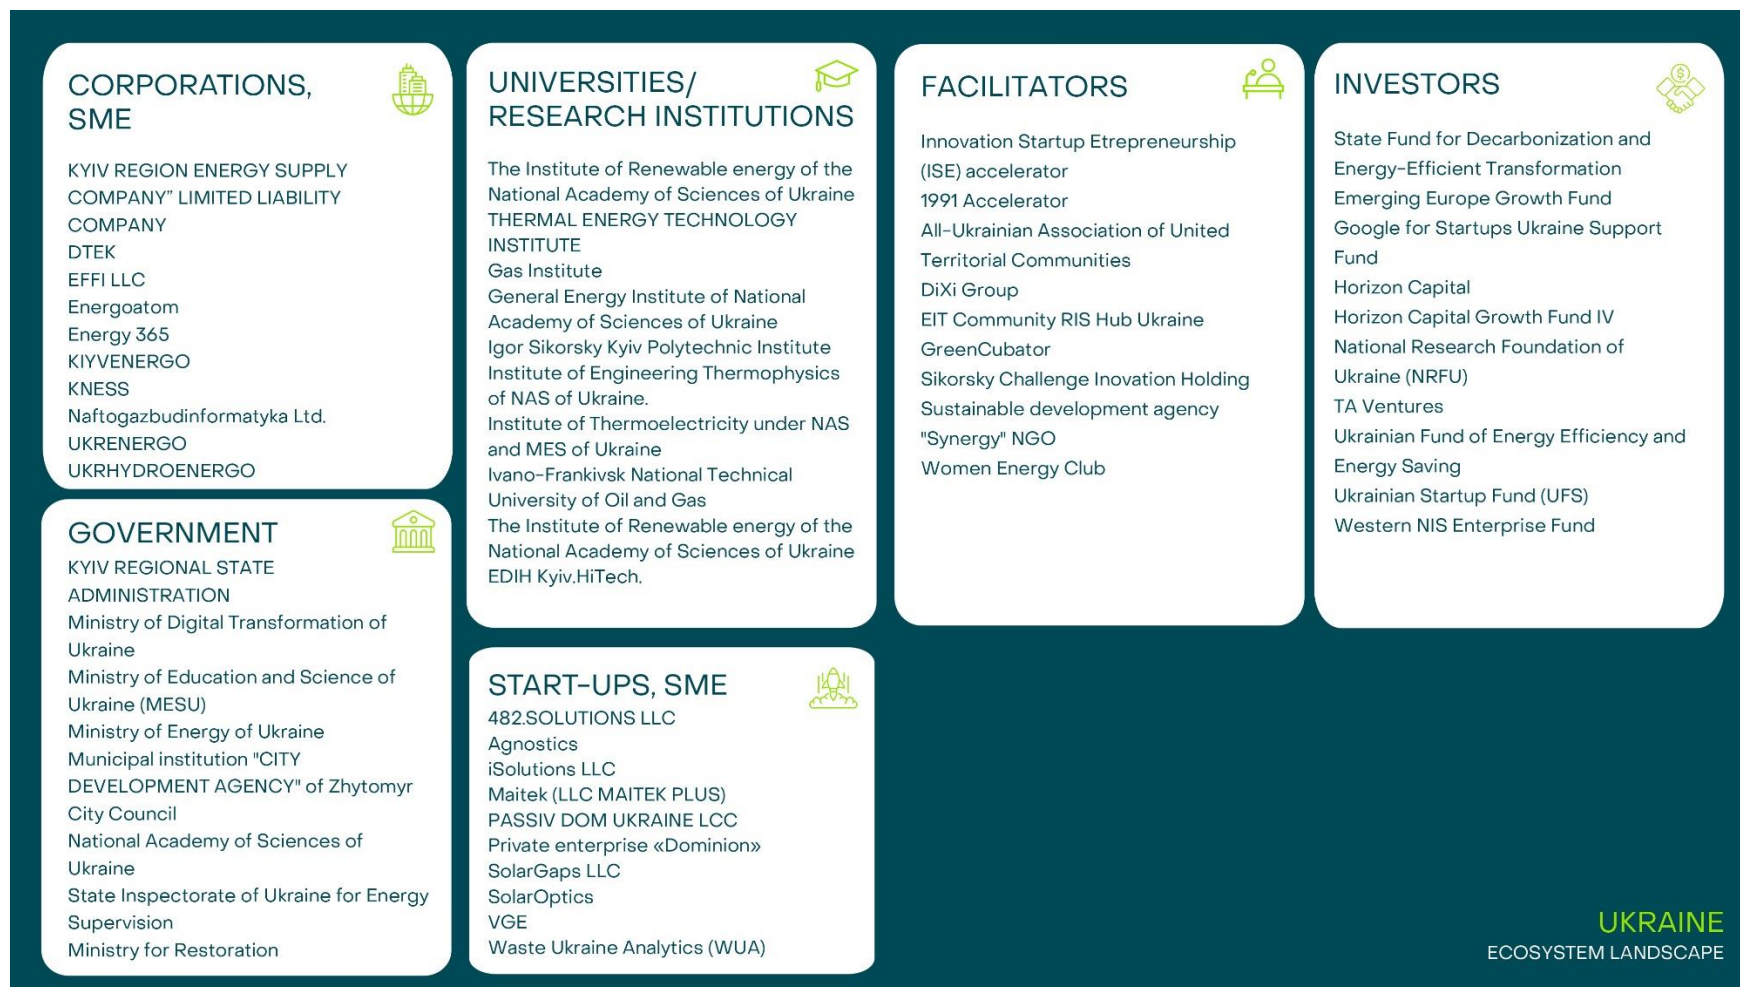 CORPORATIONS,
SME
KYIV REGION ENERGY SUPPLY
COMPANY” LIMITED LIABILITY
COMPANY
DTEK
EFFI LLC
Energoatom
Energy 365
KIYVENERGO
KNESS
Naftogazbudinformatyka Ltd.
UKRENERGO
UKRHYDROENERGO
GOVERNMENT
KYIV REGIONAL STATE
ADMINISTRATION
Ministry of Digital Transformation of
Ukraine
Ministry of Education and Science of
Ukraine (MESU)
Ministry of Energy of Ukraine
Municipal institution "CITY
DEVELOPMENT AGENCY" of Zhytomyr
City Council
National Academy of Sciences of
Ukraine
State Inspectorate of Ukraine for Energy
Supervision
Ministry for Restoration
UNIVERSITIES/
RESEARCH INSTITUTIONS
The Institute of Renewable energy of the
National Academy of Sciences of Ukraine
THERMAL ENERGY TECHNOLOGY
INSTITUTE
Gas Institute
General Energy Institute of National
Academy of Sciences of Ukraine
Igor Sikorsky Kyiv Polytechnic Institute
Institute of Engineering Thermophysics
of NAS of Ukraine.
Institute of Thermoelectricity under NAS
and MES of Ukraine
Ivano-Frankivsk National Technical
University of Oil and Gas
The Institute of Renewable energy of the
National Academy of Sciences of Ukraine
EDIH Kyiv.HiTech.
START-UPS, SME
482.SOLUTIONS LLC
Agnostics
iSolutions LLC
Maitek (LLC MAITEK PLUS)
PASSIV DOM UKRAINE LCC
Private enterprise «Dominion»
SolarGaps LLC
SolarOptics
VGE
Waste Ukraine Analytics (WUA)
FACILITATORS
Innovation Startup Etrepreneurship
(ISE) accelerator
1991 Accelerator
All-Ukrainian Association of United
Territorial Communities
DiXi Group
EIT Community RIS Hub Ukraine
GreenCubator
Sikorsky Challenge Inovation Holding
Sustainable development agency
"Synergy" NGO
Women Energy Club
INVESTORS
$
State Fund for Decarbonization and
Energy-Efficient Transformation
Emerging Europe Growth Fund
Google for Startups Ukraine Support
Fund
Horizon Capital
Horizon Capital Growth Fund IV
National Research Foundation of
Ukraine (NRFU)
TA Ventures
Ukrainian Fund of Energy Efficiency and
Energy Saving
Ukrainian Startup Fund (UFS)
Western NIS Enterprise Fund
UKRAINE
ECOSYSTEM LANDSCAPE